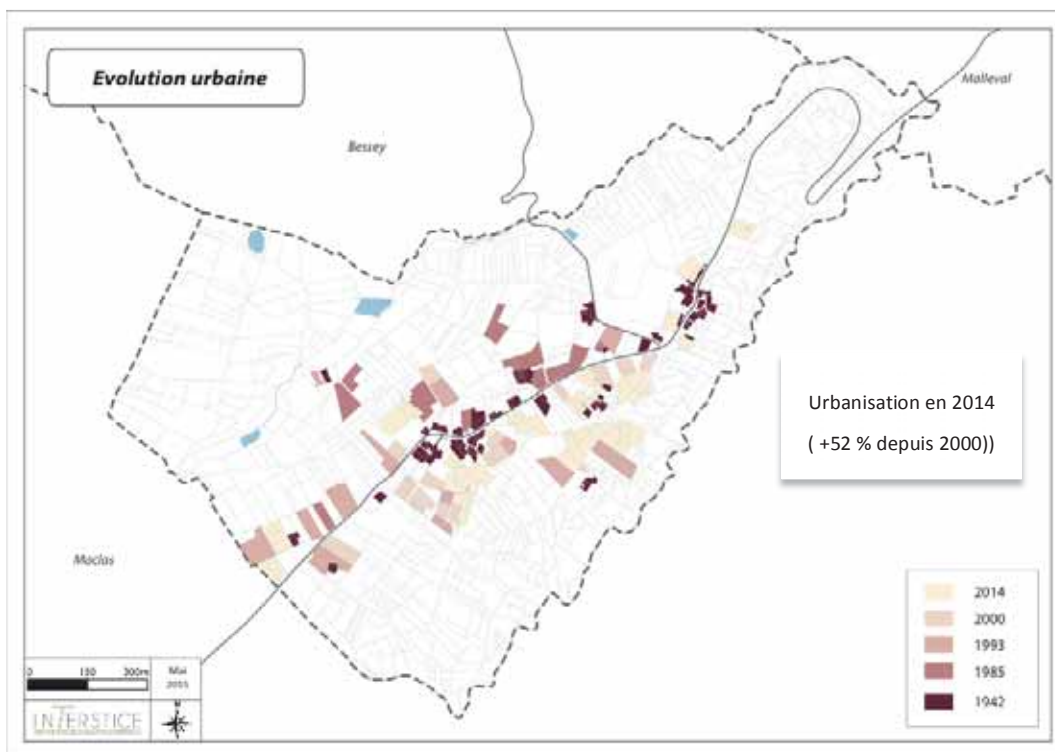 Evolution urbaine
Malleval
Bessey
Urbanisation en 2014
( +52 % depuis 2000))
Maclas
2014
2000
1993
1985
1942
0 150 300m
Mai
2015
N
INTERSTICE